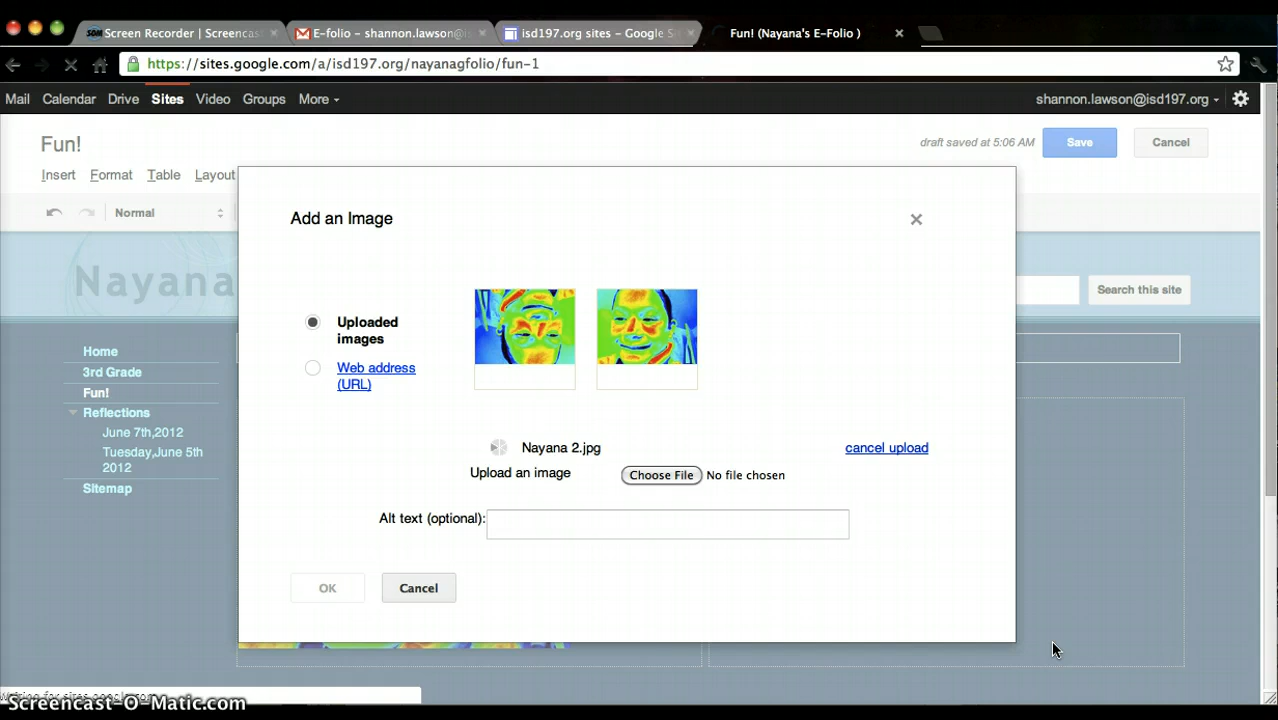 Screen Recorder | Screencast
E-folio - shannon.lawson@is
isd197.org sites - Google Si
Fun! (Nayana's E-Folio )
https://sites.google.com/a/isd197.org/nayanagfolio/fun-1
Mail Calendar Drive Sites Video Groups More
shannon.lawson@isd197.org
Fun!
draft saved at 5:06 AM
Save
Cancel
Insert Format Table Layout
Normal
Add an Image
Nayana
Search this site
Uploaded
images
Web address
(URL)
Home
3rd Grade
Fun!
Reflections
June 7th,2012
Tuesday,June 5th
2012
Sitemap
Nayana 2.jpg
cancel upload
Upload an image
Choose File No file chosen
Alt text (optional):
OK
Cancel
Screencast-O-Matic.com